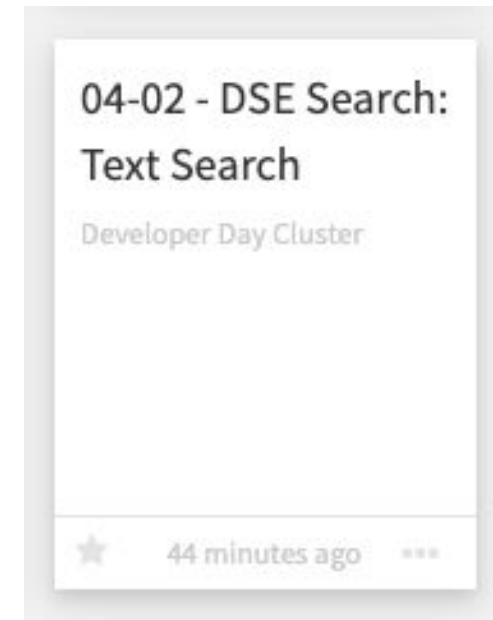 04-02 - DSE Search:
Text Search
Developer Day Cluster
44 minutes ago